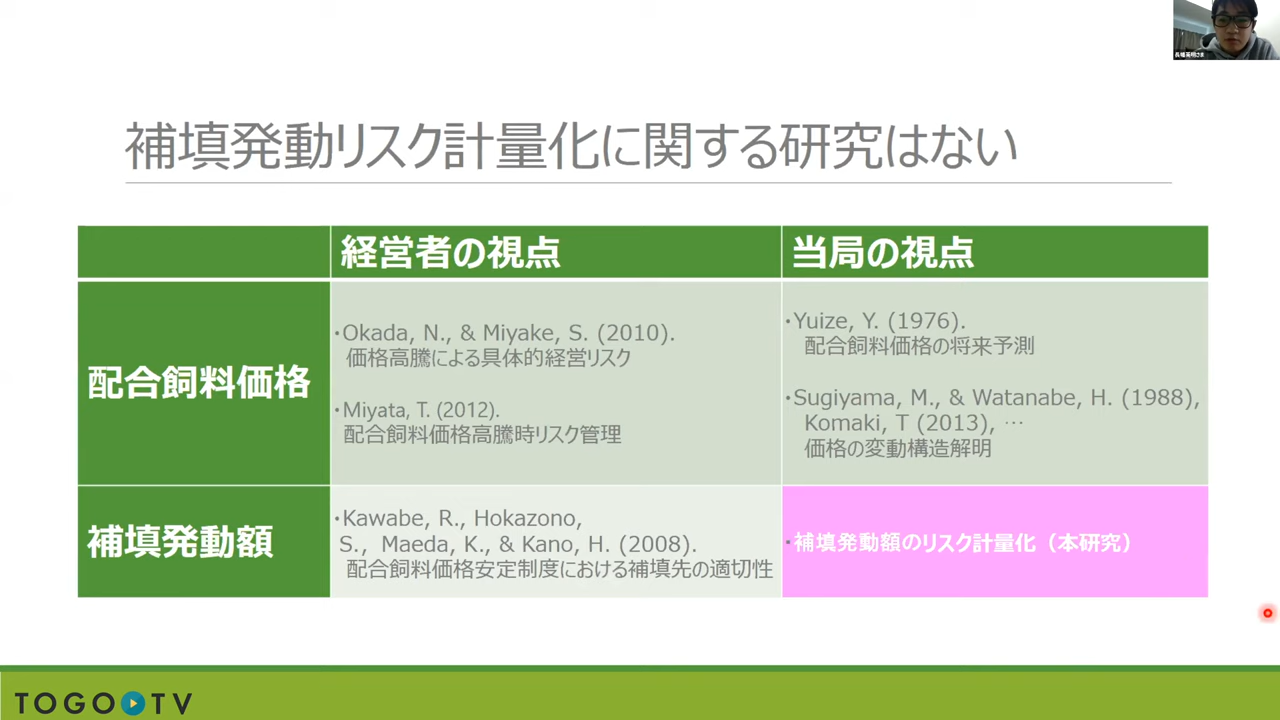 補填発動リスク計量化に関する研究はない
経営者の視点
当局の視点
配合飼料価格
・Okada, N., & Miyake, S. (2010).
価格高騰による具体的経営リスク
・Miyata, T. (2012).
配合飼料価格高騰時リスク管理
・Yuize, Y. (1976).
配合飼料価格の将来予測
・Sugiyama, M., & Watanabe, H. (1988),
Komaki, T (2013), …
価格の変動構造解明
補填発動額
・Kawabe, R., Hokazono,
S., Maeda, K., & Kano, H. (2008).
配合飼料価格安定制度における補填先の適切性
・補填発動額のリスク計量化（本研究）
TOGO TV